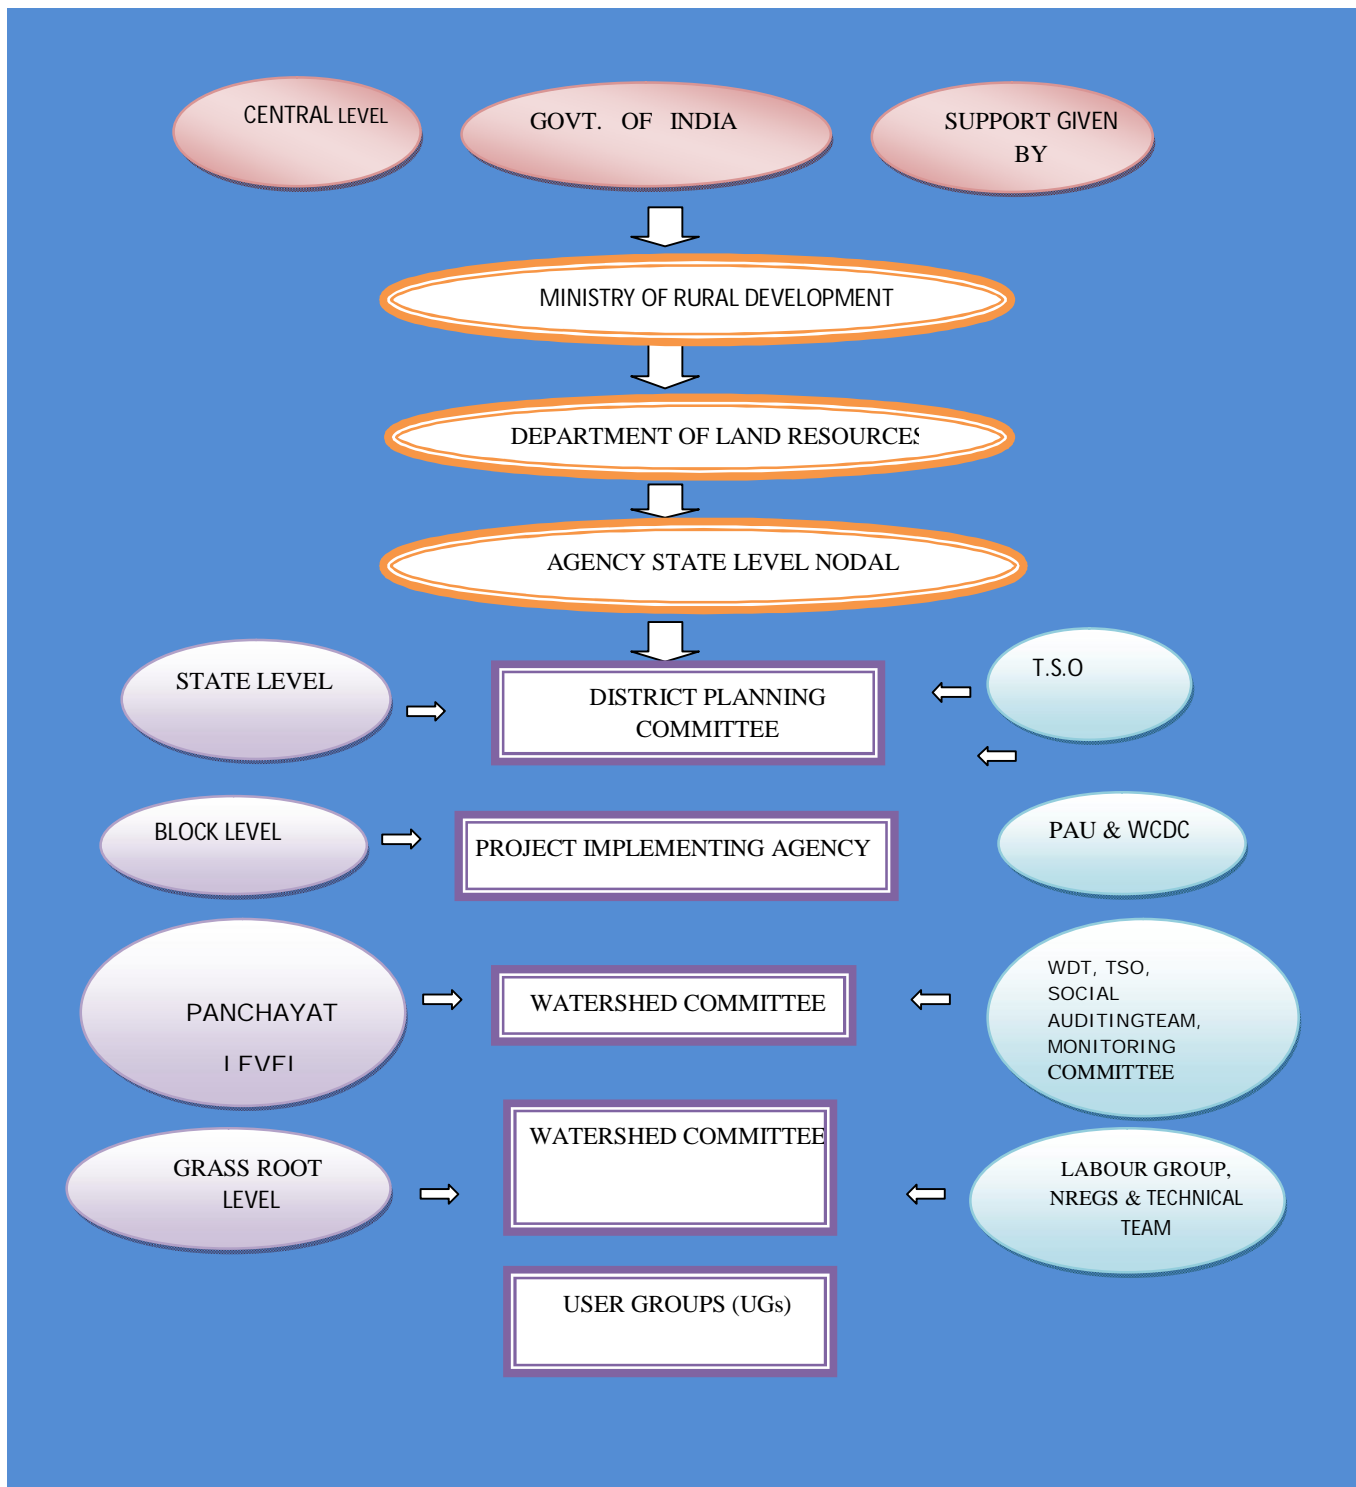 CENTRAL LEVEL
GOVT. OF INDIA
SUPPORT GIVEN
BY
MINISTRY OF RURAL DEVELOPMENT
DEPARTMENT OF LAND RESOURCES
AGENCY STATE LEVEL NODAL
STATE LEVEL
DISTRICT PLANNING
COMMITTEE
T.S.O
BLOCK LEVEL
PROJECT IMPLEMENTING AGENCY
PAU & WCDC
PANCHAYAT
LEVEL
WATERSHED COMMITTEE
WDT, TSO,
SOCIAL
AUDITINGTEAM,
MONITORING
COMMITTEE
GRASS ROOT
LEVEL
WATERSHED COMMITTEE
LABOUR GROUP,
NREGS & TECHNICAL
TEAM
USER GROUPS (UGs)